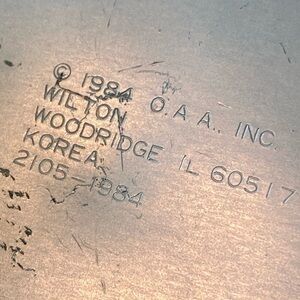 © 1984 O.A.A., INC.
WILTON
WOODRIDGE IL 60517
KOREA
2105-1984